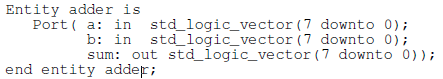 Entity adder is
Port( a: in std_logic_vector(7 downto 0);
b: in std_logic_vector(7 downto 0);
sum: out std_logic_vector(7 downto 0));
end entity adder;